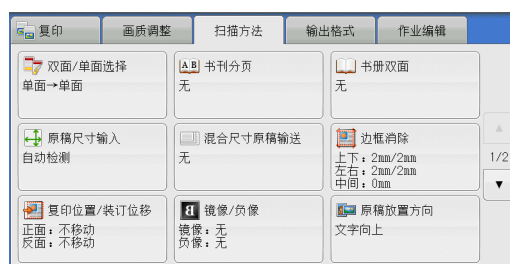 复印 画质调整 扫描方法 输出格式 作业编辑
双面/单面选择 书刊分页 书册双面
单面→单面 无 无
原稿尺寸输入 混合尺寸原稿输送 边框消除
自动检测 无 上下：2mm/2mm
左右：2mm/2mm
中间：0mm
1/2
复印位置/装订位移 镜像/负像 原稿放置方向
正面：不移动 镜像：无 文字向上
反面：不移动 负像：无